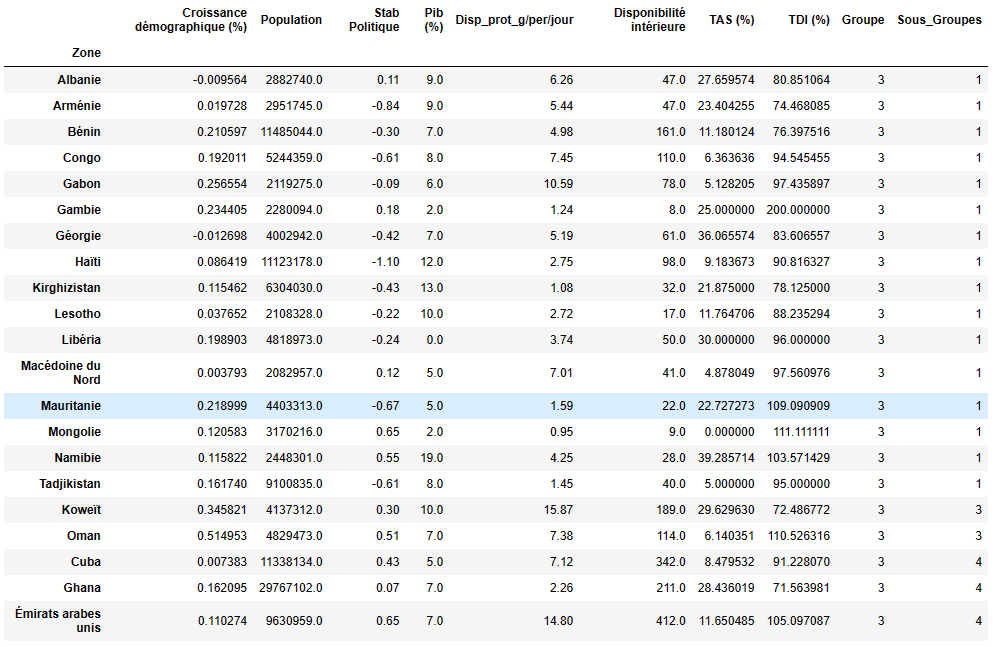 Croissance démographique (%) Population Stab Politique Pib (%) Disp_prot_g/per/jour Disponibilité intérieure TAS (%) TDI (%) Groupe Sous_Groupes
Zone
Albanie -0.009564 2882740.0 0.11 9.0 6.26 47.0 27.659574 80.851064 3 1
Arménie 0.019728 2951745.0 -0.84 9.0 5.44 47.0 23.404255 74.468085 3 1
Bénin 0.210597 11485044.0 -0.30 7.0 4.98 161.0 11.180124 76.397516 3 1
Congo 0.192011 5244359.0 -0.61 8.0 7.45 110.0 6.363636 94.545455 3 1
Gabon 0.256554 2119275.0 -0.09 6.0 10.59 78.0 5.128205 97.435897 3 1
Gambie 0.234405 2280094.0 0.18 2.0 1.24 8.0 25.000000 200.000000 3 1
Géorgie -0.012698 4002942.0 -0.42 7.0 5.19 61.0 36.065574 83.606557 3 1
Haïti 0.086419 11123178.0 -1.10 12.0 2.75 98.0 9.183673 90.816327 3 1
Kirghizistan 0.115462 6304030.0 -0.43 13.0 1.08 32.0 21.875000 78.125000 3 1
Lesotho 0.037652 2108328.0 -0.22 10.0 2.72 17.0 11.764706 88.235294 3 1
Libéria 0.198903 4818973.0 -0.24 0.0 3.74 50.0 30.000000 96.000000 3 1
Macédoine du Nord 0.003793 2082957.0 0.12 5.0 7.01 41.0 4.878049 97.560976 3 1
Mauritanie 0.218999 4403313.0 -0.67 5.0 1.59 22.0 22.727273 109.090909 3 1
Mongolie 0.120583 3170216.0 0.65 2.0 0.95 9.0 0.000000 111.111111 3 1
Namibie 0.115822 2448301.0 0.55 19.0 4.25 28.0 39.285714 103.571429 3 1
Tadjikistan 0.161740 9100835.0 -0.61 8.0 1.45 40.0 5.000000 95.000000 3 1
Koweït 0.345821 4137312.0 0.30 10.0 15.87 189.0 29.629630 72.486772 3 3
Oman 0.514953 4829473.0 0.51 7.0 7.38 114.0 6.140351 110.526316 3 3
Cuba 0.007383 11338134.0 0.43 5.0 7.12 342.0 8.479532 91.228070 3 4
Ghana 0.162095 29767102.0 0.07 7.0 2.26 211.0 28.436019 71.563981 3 4
Émirats arabes unis 0.110274 9630959.0 0.65 7.0 14.80 412.0 11.650485 105.097087 3 4